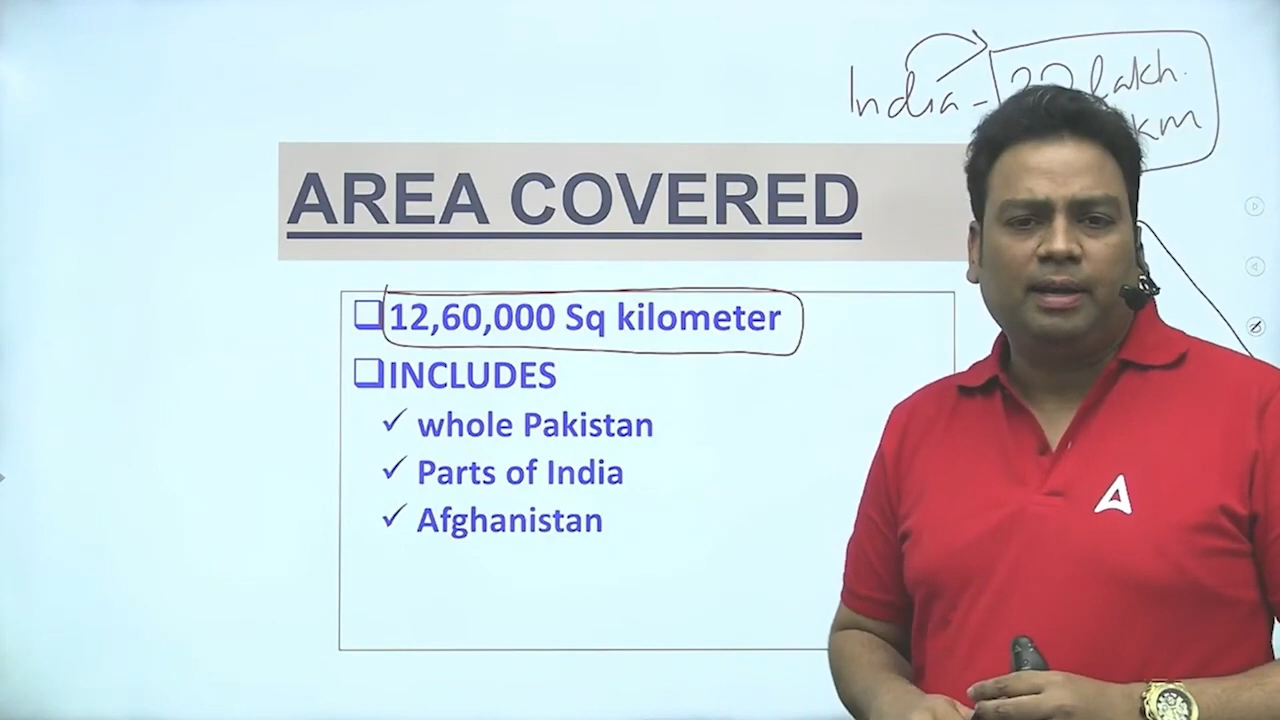 India - lakh.
km
AREA COVERED
12,60,000 Sq kilometer
INCLUDES
whole Pakistan
Parts of India
Afghanistan